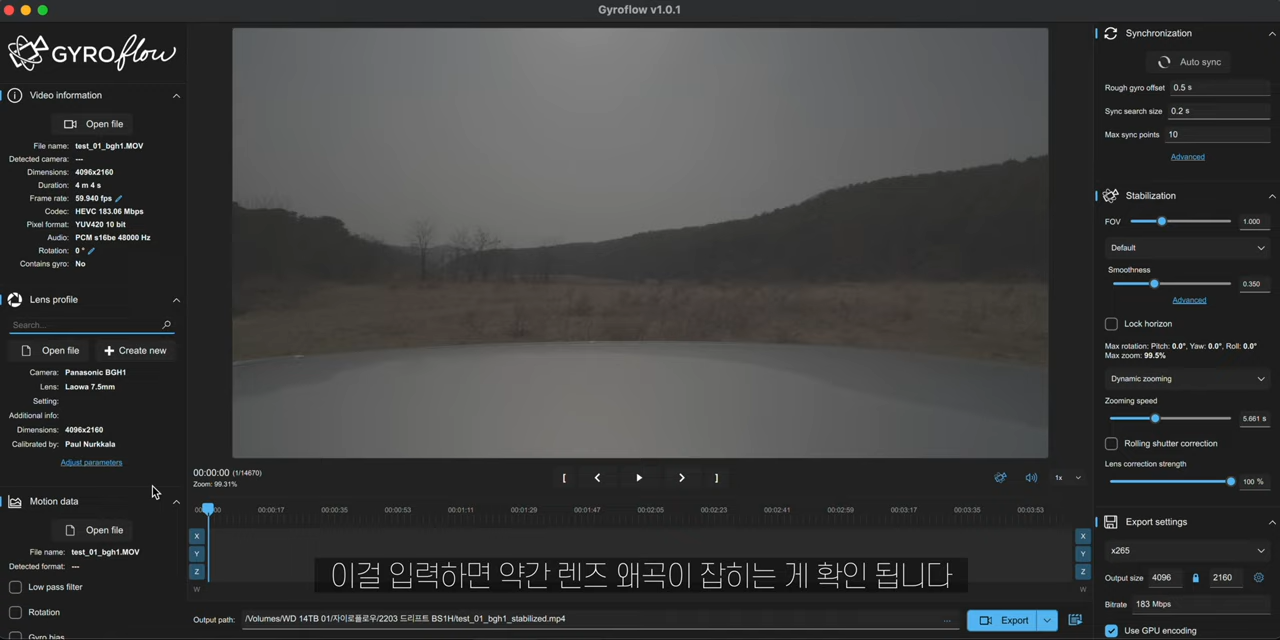 Gyroflow v1.0.1
GYROflow
Video information
Open file
File name: test_01_bgh1.MOV
Detected camera: ---
Dimensions: 4096x2160
Duration: 4 m 4 s
Frame rate: 59.940 fps
Codec: HEVC 183.06 Mbps
Pixel format: YUV420 10 bit
Audio: PCM s16be 48000 Hz
Rotation: 0 °
Contains gyro: No
Lens profile
Search...
Open file
Create new
Camera: Panasonic BGH1
Lens: Laowa 7.5mm
Setting:
Additional info:
Dimensions: 4096x2160
Calibrated by: Paul Nurkkala
Adjust parameters
Motion data
Open file
File name: test_01_bgh1.MOV
Detected format: ---
Low pass filter
Rotation
Gyro bias
00:00:00 (1/14670)
Zoom: 99.31%
[
]
1x
00:00:17 00:00:35 00:00:53 00:01:11 00:01:29 00:01:47 00:02:05 00:02:23 00:02:41 00:02:59 00:03:17 00:03:35 00:03:53
X X
Y Y
Z Z
W W
이걸 입력하면 약간 렌즈 왜곡이 잡히는 게 확인 됩니다
Output path: /Volumes/WD 14TB 01/자이로플로우/2203 드리프트 BS1H/test_01_bgh1_stabilized.mp4 ...
Export
Synchronization
Auto sync
Rough gyro offset 0.5 s
Sync search size 0.2 s
Max sync points 10
Advanced
Stabilization
FOV 1.000
Default
Smoothness
0.350
Advanced
Lock horizon
Max rotation: Pitch: 0.0°, Yaw: 0.0°, Roll: 0.0°
Max zoom: 99.5%
Dynamic zooming
Zooming speed
5.661 s
Rolling shutter correction
Lens correction strength
100 %
Export settings
x265
Output size 4096 2160
Bitrate 183 Mbps
Use GPU encoding